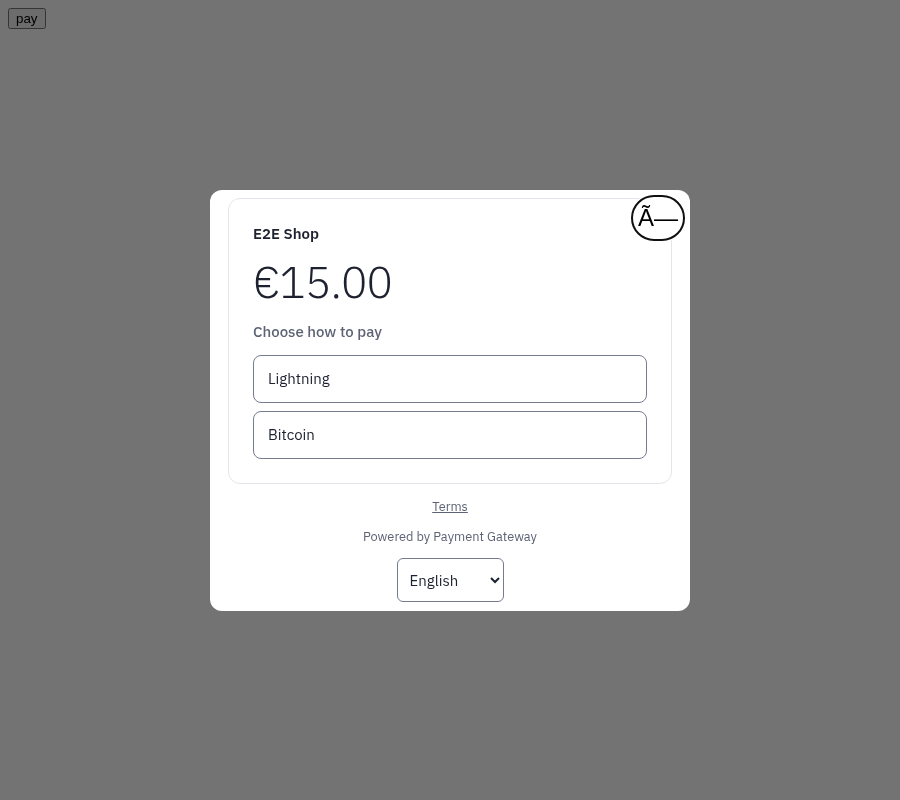 pay
Ã—
E2E Shop
€15.00
Choose how to pay
Lightning
Bitcoin
Terms
Powered by Payment Gateway
English